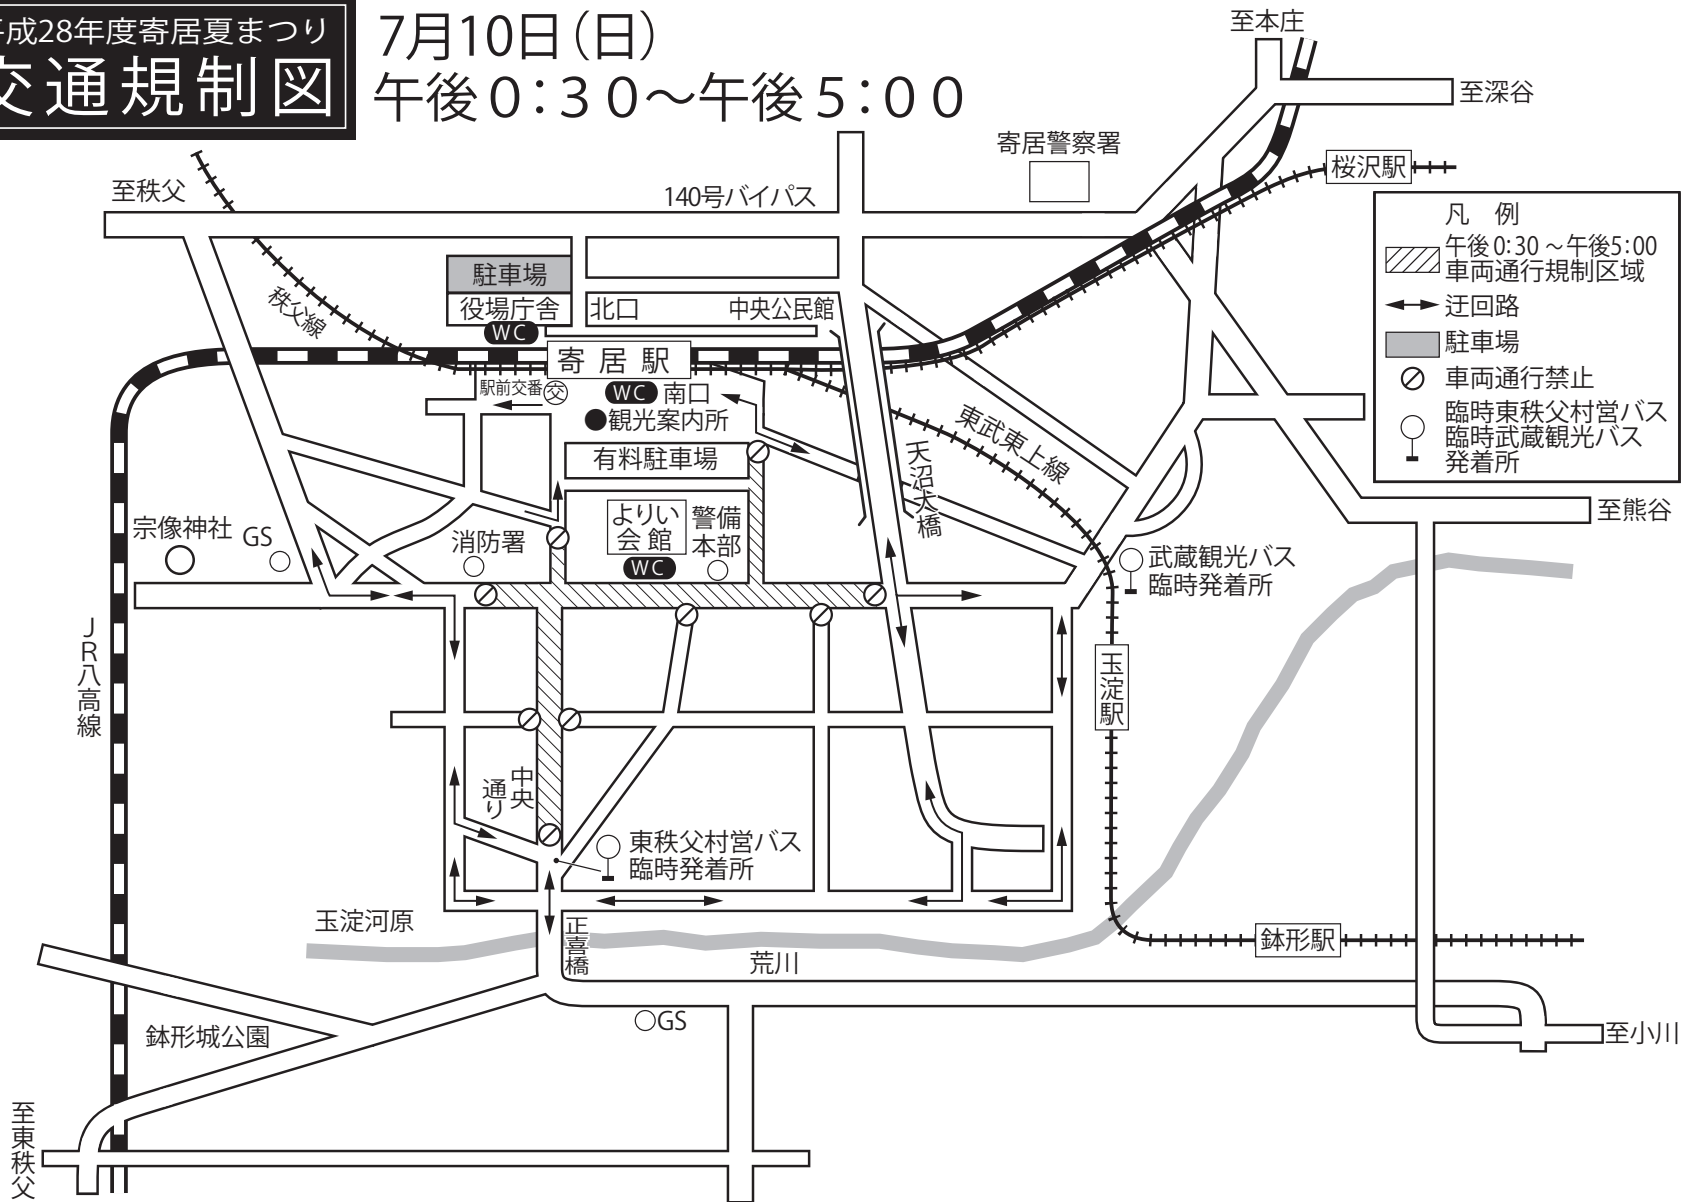 平成28年度寄居夏まつり
交通規制図
7月10日(日)
午後0:30～午後5:00
至本庄
至深谷
寄居警察署
桜沢駅
至秩父
140号バイパス
凡 例
午後0:30～午後5:00
車両通行規制区域
迂回路
駐車場
車両通行禁止
臨時東秩父村営バス
臨時武蔵観光バス
発着所
駐車場
役場庁舎
WC
北口
中央公民館
秩父線
寄居駅
駅前交番
交
WC
南口
●観光案内所
有料駐車場
東武東上線
天沼大橋
よりい
会館
WC
警備
本部
宗像神社
GS
消防署
至熊谷
武蔵観光バス
臨時発着所
JR八高線
玉淀駅
中央
通り
東秩父村営バス
臨時発着所
玉淀河原
正喜橋
荒川
鉢形駅
鉢形城公園
GS
至小川
至東秩父